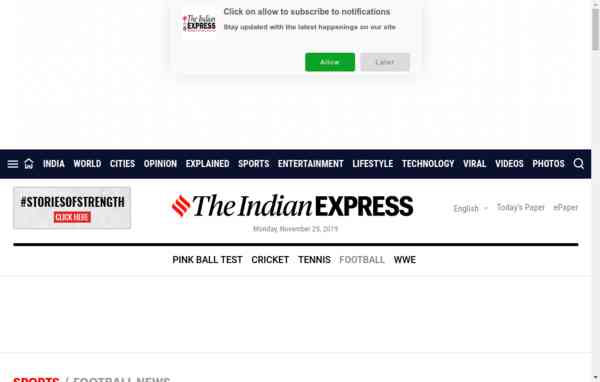 Click on allow to subscribe to notifications
The Indian EXPRESS
Stay updated with the latest happenings on our site
Allow Later
INDIA WORLD CITIES OPINION EXPLAINED SPORTS ENTERTAINMENT LIFESTYLE TECHNOLOGY VIRAL VIDEOS PHOTOS
#STORIESOFSTRENGTH
CLICK HERE
The Indian EXPRESS
English Today's Paper ePaper
Monday, November 25, 2019
PINK BALL TEST CRICKET TENNIS FOOTBALL WWE
SPORTS / FOOTBALL NEWS